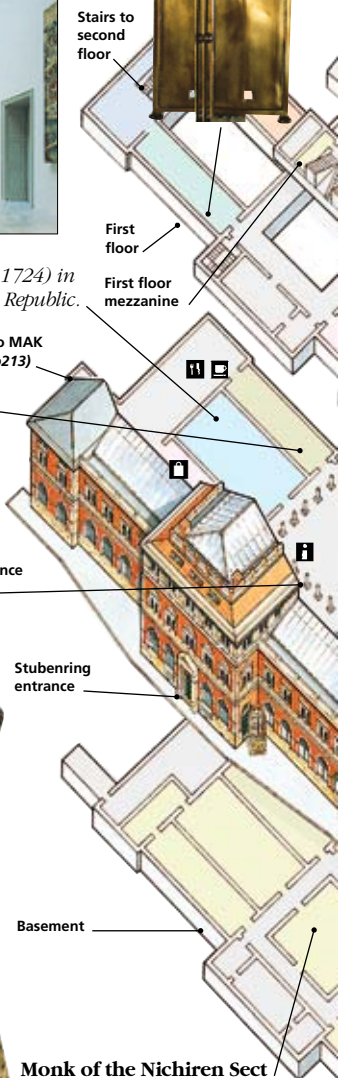 Stairs to
second
floor
First
floor
First floor
mezzanine
1724) in
Republic.
MAK
213)
Stubenring
entrance
Basement
Monk of the Nichiren Sect